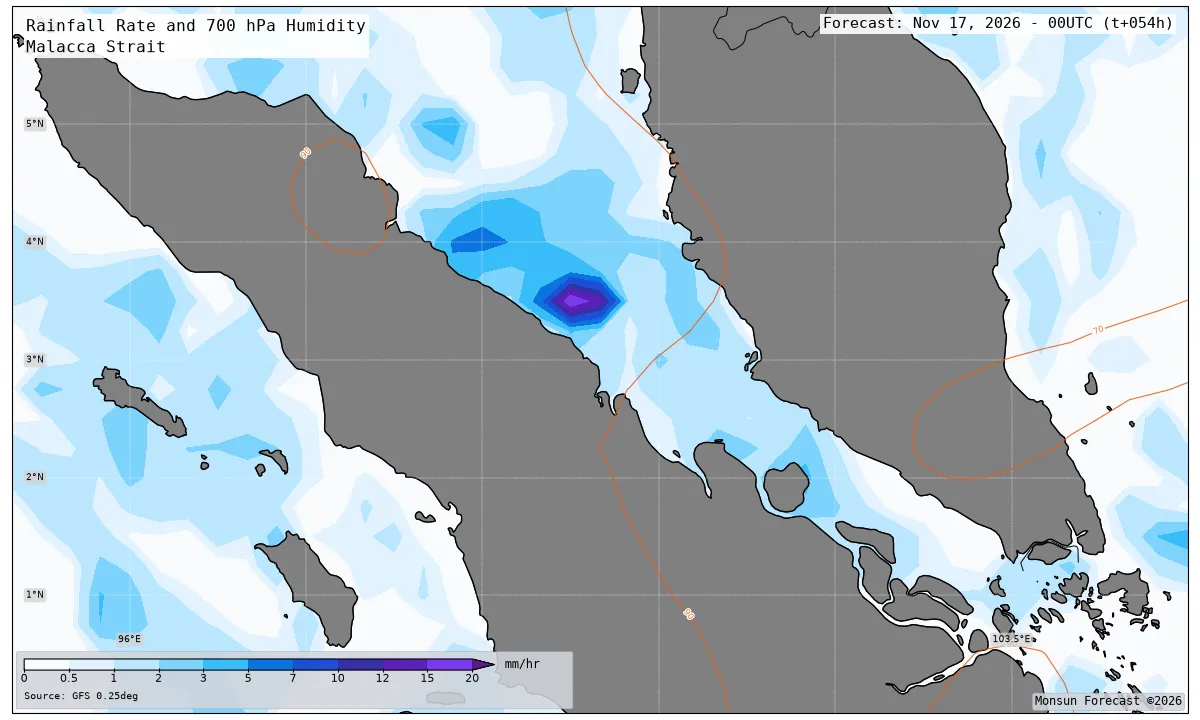 Rainfall Rate and 700 hPa Humidity
Malacca Strait
Forecast: Nov 17, 2026 - 00UTC (t+054h)
5°N
4°N
3°N
2°N
1°N
96°E
103.5°E
90
70
90
0 0.5 1 2 3 5 7 10 12 15 20
mm/hr
Source: GFS 0.25deg
Monsun Forecast ©2026